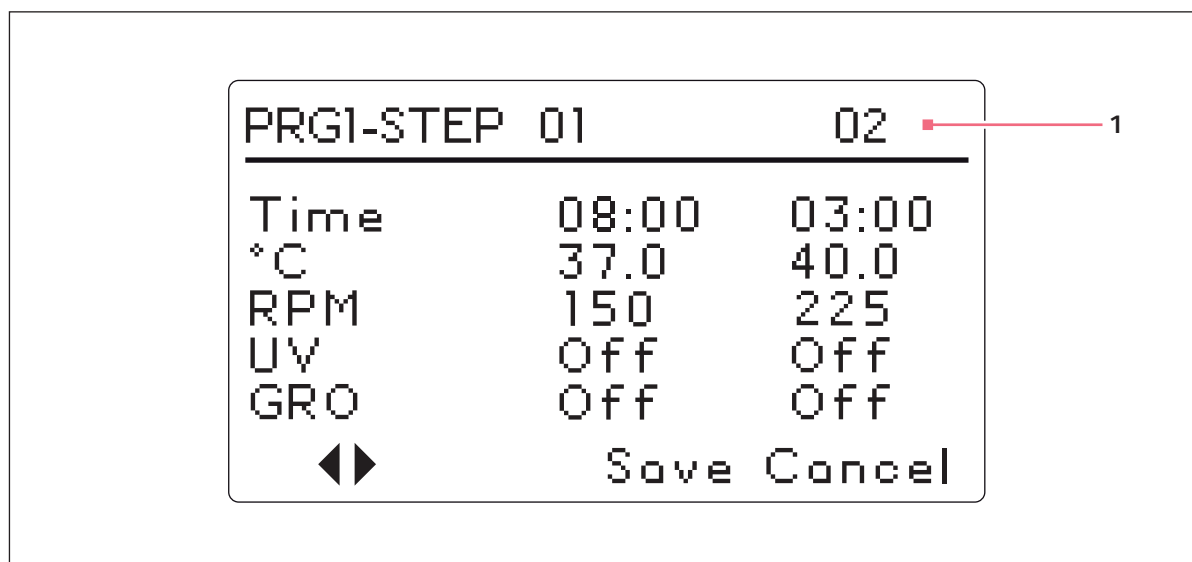 PRG1-STEP 01 02 1
Time 08:00 03:00
°C 37.0 40.0
RPM 150 225
UV Off Off
GRO Off Off
Save Cancel